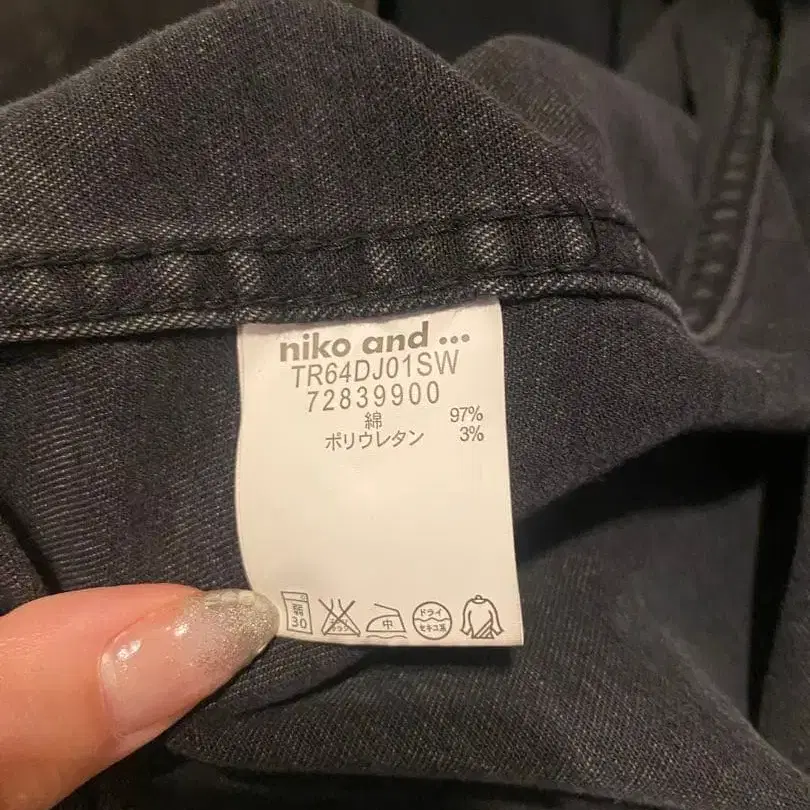 niko and ...
TR64DJ01SW
72839900
綿 97%
ポリウレタン 3%
30
中
ドライ
セキユ系